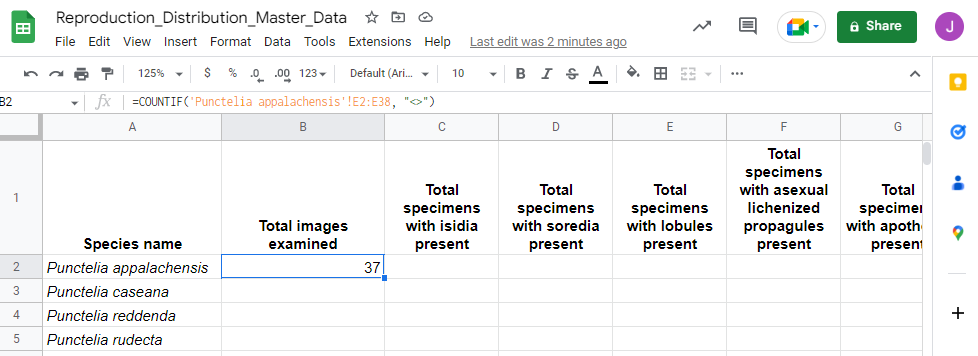 Reproduction_Distribution_Master_Data
File Edit View Insert Format Data Tools Extensions Help Last edit was 2 minutes ago
Share
J
125% $ % .0 .00 123 Default (Ari... 10 B I S A
B2 fx =COUNTIF('Punctelia appalachensis'!E2:E38, "<>")
A B C D E F G
1
Species name
Total images
examined
Total
specimens
with isidia
present
Total
specimens
with soredia
present
Total
specimens
with lobules
present
Total
specimens
with asexual
lichenized
propagules
present
Total
specimen
with apoth
present
2 Punctelia appalachensis 37
3 Punctelia caseana
4 Punctelia reddenda
5 Punctelia rudecta